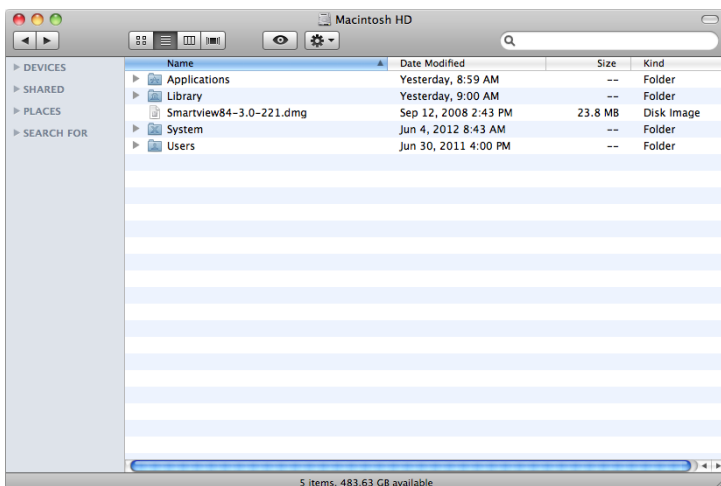 Macintosh HD
DEVICES
SHARED
PLACES
SEARCH FOR
Name Date Modified Size Kind
Applications Yesterday, 8:59 AM -- Folder
Library Yesterday, 9:00 AM -- Folder
Smartview84-3.0-221.dmg Sep 12, 2008 2:43 PM 23.8 MB Disk Image
System Jun 4, 2012 8:43 AM -- Folder
Users Jun 30, 2011 4:00 PM -- Folder
5 items, 483.63 GB available